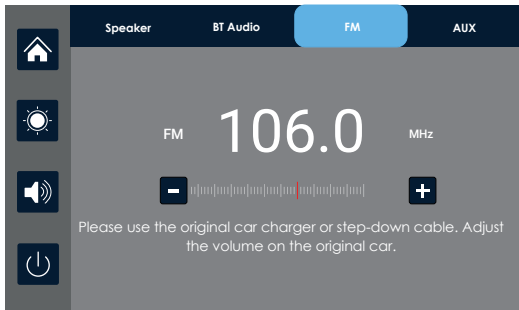 Speaker BT Audio FM AUX
FM 106.0 MHz
- +
Please use the original car charger or step-down cable. Adjust
the volume on the original car.